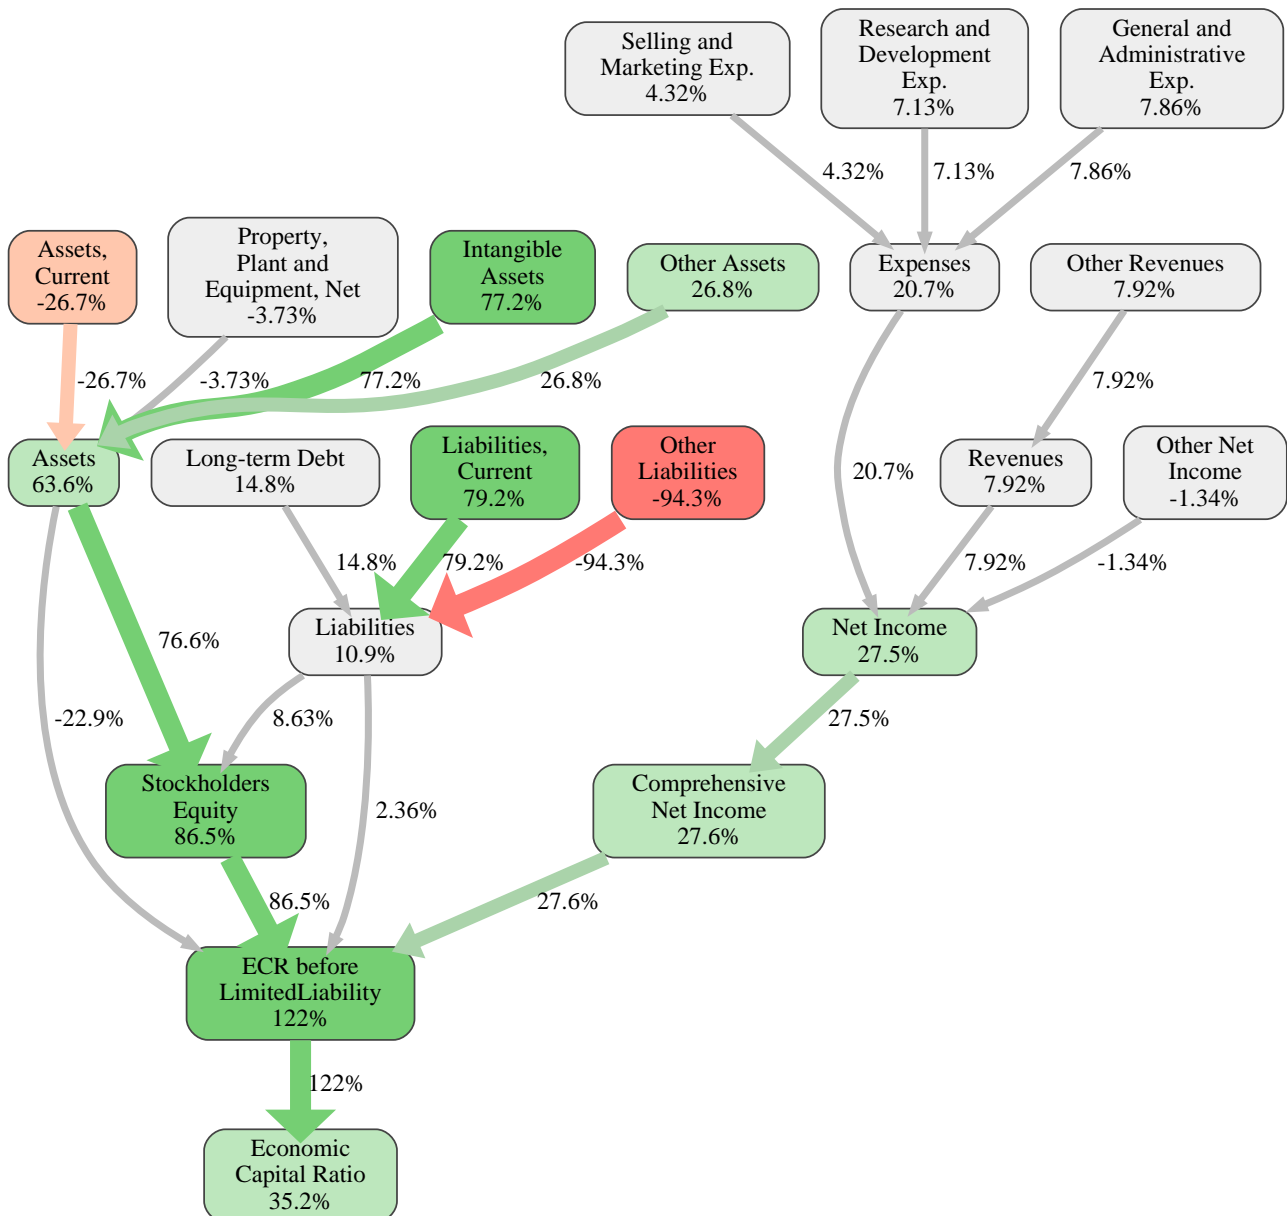 Selling and
Marketing Exp.
4.32%
Research and
Development
Exp.
7.13%
General and
Administrative
Exp.
7.86%
4.32%
7.13%
7.86%
Assets,
Current
-26.7%
Property,
Plant and
Equipment, Net
-3.73%
Intangible
Assets
77.2%
Other Assets
26.8%
Expenses
20.7%
Other Revenues
7.92%
-26.7%
-3.73%
77.2%
26.8%
7.92%
Assets
63.6%
Long-term Debt
14.8%
Liabilities,
Current
79.2%
Other
Liabilities
-94.3%
20.7%
Revenues
7.92%
Other Net
Income
-1.34%
14.8%
79.2%
-94.3%
7.92%
-1.34%
76.6%
Liabilities
10.9%
Net Income
27.5%
-22.9%
8.63%
27.5%
Stockholders
Equity
86.5%
2.36%
Comprehensive
Net Income
27.6%
86.5%
27.6%
ECR before
LimitedLiability
122%
122%
Economic
Capital Ratio
35.2%